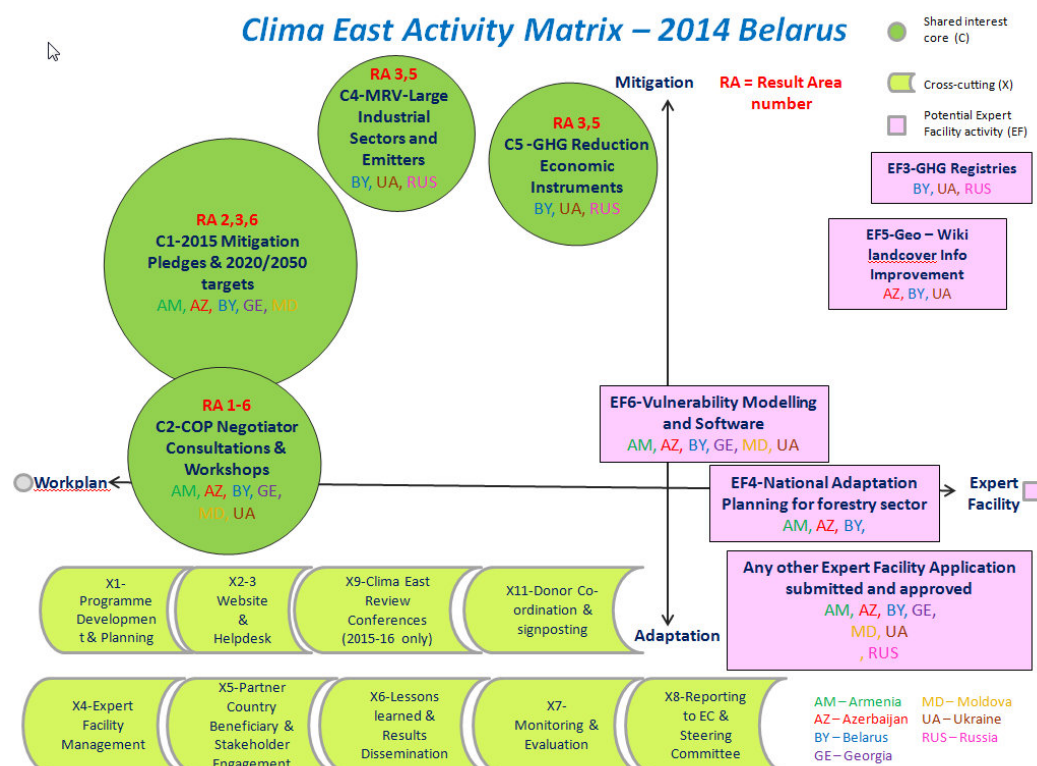 Clima East Activity Matrix – 2014 Belarus
Shared interest
core (C)
Cross-cutting (X)
Potential Expert
Facility activity (EF)
Mitigation
RA = Result Area
number
RA 3,5
C4-MRV-Large
Industrial
Sectors and
Emitters
BY, UA, RUS
RA 3,5
C5 -GHG Reduction
Economic
Instruments
BY, UA, RUS
EF3-GHG Registries
BY, UA, RUS
RA 2,3,6
C1-2015 Mitigation
Pledges & 2020/2050
targets
AM, AZ, BY, GE, MD
EF5-Geo – Wiki
landcover Info
Improvement
AZ, BY, UA
RA 1-6
C2-COP Negotiator
Consultations &
Workshops
AM, AZ, BY, GE,
MD, UA
EF6-Vulnerability Modelling
and Software
AM, AZ, BY, GE, MD, UA
Workplan
EF4-National Adaptation
Planning for forestry sector
AM, AZ, BY,
Expert
Facility
Any other Expert Facility Application
submitted and approved
AM, AZ, BY, GE,
MD, UA
, RUS
Adaptation
X1-
Programme
Developmen
t & Planning
X2-3
Website
&
Helpdesk
X9-Clima East
Review
Conferences
(2015-16 only)
X11-Donor Co-
ordination &
signposting
X4-Expert
Facility
Management
X5-Partner
Country
Beneficiary &
Stakeholder
Engagement
X6-Lessons
learned &
Results
Dissemination
X7-
Monitoring &
Evaluation
X8-Reporting
to EC &
Steering
Committee
AM – Armenia
AZ – Azerbaijan
BY – Belarus
GE – Georgia
MD – Moldova
UA – Ukraine
RUS – Russia